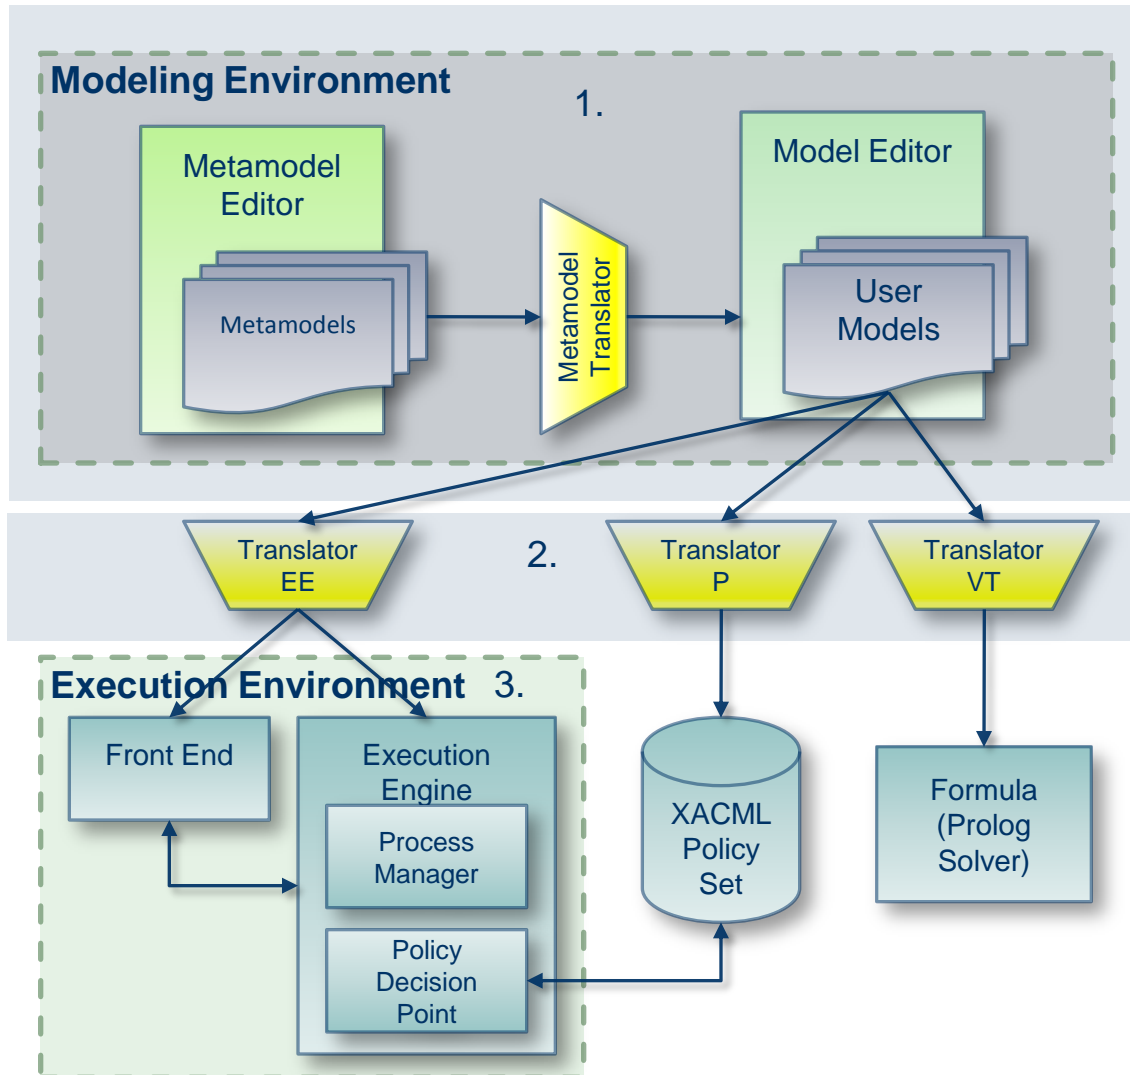 Modeling Environment
1.
Metamodel
Editor
Metamodels
Metamodel
Translator
Model Editor
User
Models
Translator
EE
2.
Translator
P
Translator
VT
Execution Environment
3.
Front End
Execution
Engine
Process
Manager
Policy
Decision
Point
XACML
Policy
Set
Formula
(Prolog
Solver)